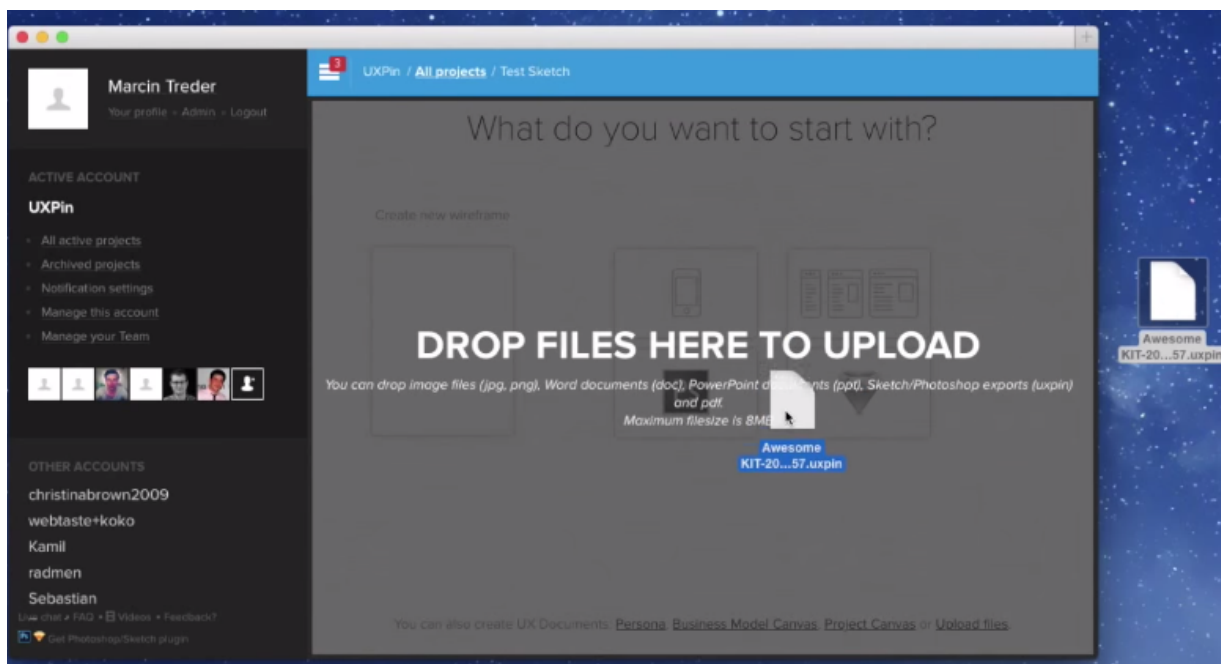 Marcin Treder
Your profile • Admin • Logout
ACTIVE ACCOUNT
UXPin
All active projects
Archived projects
Notification settings
Manage this account
Manage your Team
OTHER ACCOUNTS
christinabrown2009
webtaste+koko
Kamil
radmen
Sebastian
Live chat • FAQ • Videos • Feedback?
Get Photoshop/Sketch plugin
3
UXPin / All projects / Test Sketch
What do you want to start with?
Create new wireframe
DROP FILES HERE TO UPLOAD
You can drop image files (jpg, png), Word documents (doc), PowerPoint (ppt), Sketch/Photoshop exports (uxpin)
and pdf.
Maximum filesize is 8MB
Awesome
KIT-20...57.uxpin
You can also create UX Documents: Persona, Business Model Canvas, Project Canvas or Upload files.
Awesome
KIT-20...57.uxpin